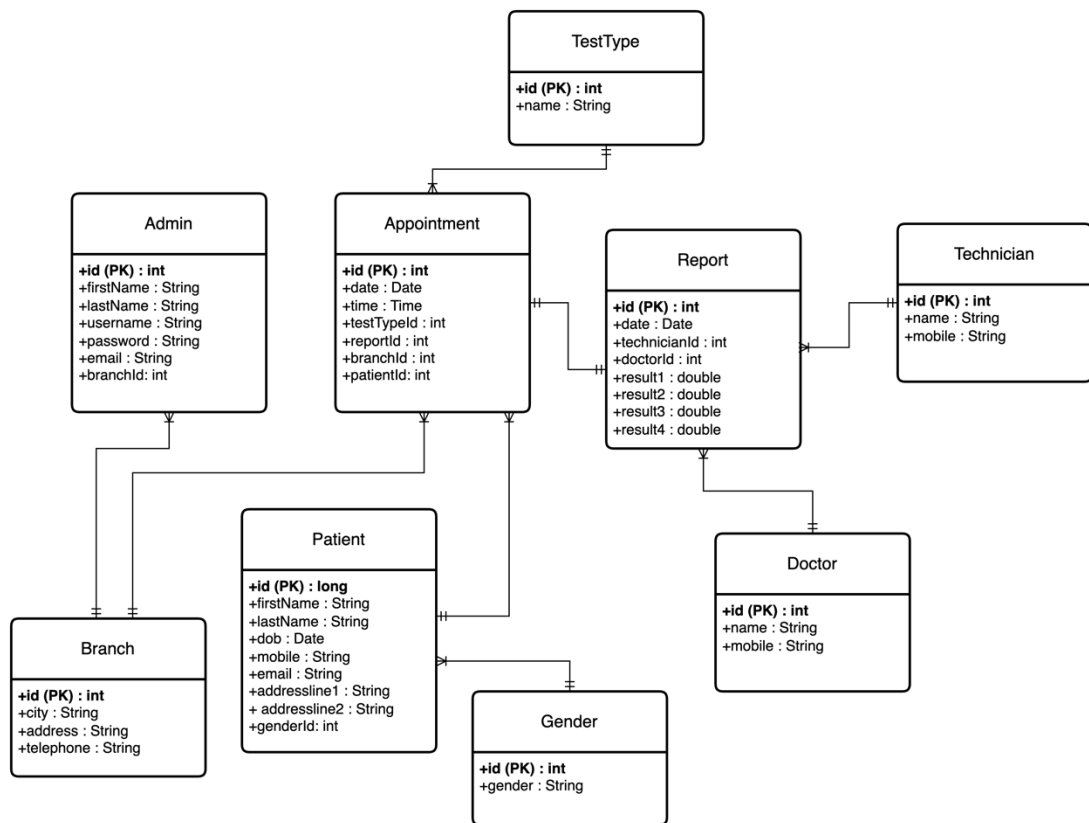 TestType
+id (PK) : int
+name : String
Admin
+id (PK) : int
+firstName : String
+lastName : String
+username : String
+password : String
+email : String
+branchId: int
Appointment
+id (PK) : int
+date : Date
+time : Time
+testTypeId : int
+reportId : int
+branchId : int
+patientId: int
Report
+id (PK) : int
+date : Date
+technicianId : int
+doctorId : int
+result1 : double
+result2 : double
+result3 : double
+result4 : double
Technician
+id (PK) : int
+name : String
+mobile : String
Patient
+id (PK) : long
+firstName : String
+lastName : String
+dob : Date
+mobile : String
+email : String
+addressline1 : String
+ addressline2 : String
+genderId: int
Doctor
+id (PK) : int
+name : String
+mobile : String
Branch
+id (PK) : int
+city : String
+address : String
+telephone : String
Gender
+id (PK) : int
+gender : String